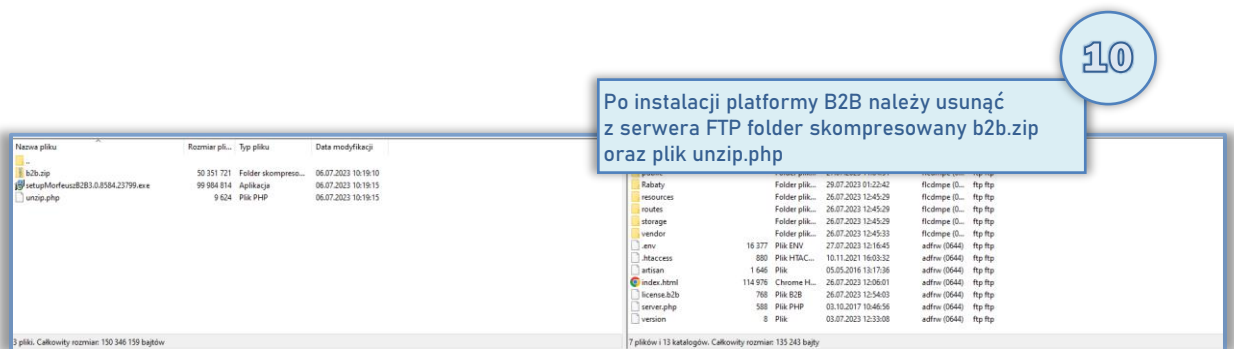 10
Po instalacji platformy B2B należy usunąć
z serwera FTP folder skompresowany b2b.zip
oraz plik unzip.php
Nazwa pliku Rozmiar pli... Typ pliku Data modyfikacji
..
b2b.zip 50 351 721 Folder skompreso... 06.07.2023 10:19:10
setupMorfeuszB2B3.0.8584.23799.exe 99 984 814 Aplikacja 06.07.2023 10:19:15
unzip.php 9 624 Plik PHP 06.07.2023 10:19:15
3 pliki. Całkowity rozmiar: 150 346 159 bajtów
Rabaty Folder plik... 29.07.2023 01:22:42 flcdmpe (0... ftp ftp
resources Folder plik... 26.07.2023 12:45:29 flcdmpe (0... ftp ftp
routes Folder plik... 26.07.2023 12:45:29 flcdmpe (0... ftp ftp
storage Folder plik... 26.07.2023 12:45:29 flcdmpe (0... ftp ftp
vendor Folder plik... 26.07.2023 12:45:33 flcdmpe (0... ftp ftp
.env 16 377 Plik ENV 27.07.2023 12:16:45 adfrw (0644) ftp ftp
.htaccess 880 Plik HTAC... 10.11.2021 16:03:32 adfrw (0644) ftp ftp
artisan 1 646 Plik 05.05.2016 13:17:36 adfrw (0644) ftp ftp
index.html 114 976 Chrome H... 26.07.2023 12:06:01 adfrw (0644) ftp ftp
license.b2b 768 Plik B2B 26.07.2023 12:54:03 adfrw (0644) ftp ftp
server.php 588 Plik PHP 03.10.2017 10:46:56 adfrw (0644) ftp ftp
version 8 Plik 03.07.2023 12:33:08 adfrw (0644) ftp ftp
7 plików i 13 katalogów. Całkowity rozmiar: 135 243 bajty